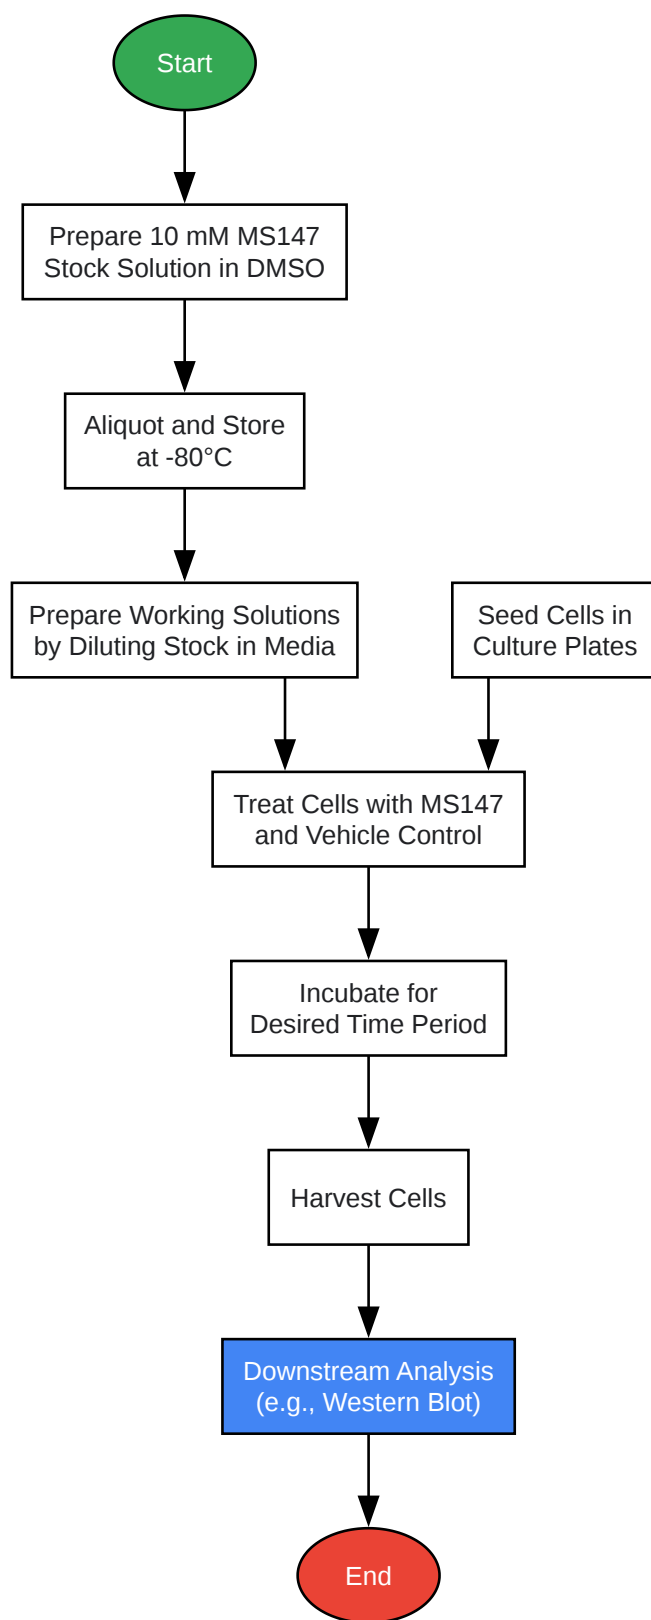 Start
Prepare 10 mM MS147
Stock Solution in DMSO
Aliquot and Store
at -80°C
Prepare Working Solutions
by Diluting Stock in Media
Seed Cells in
Culture Plates
Treat Cells with MS147
and Vehicle Control
Incubate for
Desired Time Period
Harvest Cells
Downstream Analysis
(e.g., Western Blot)
End